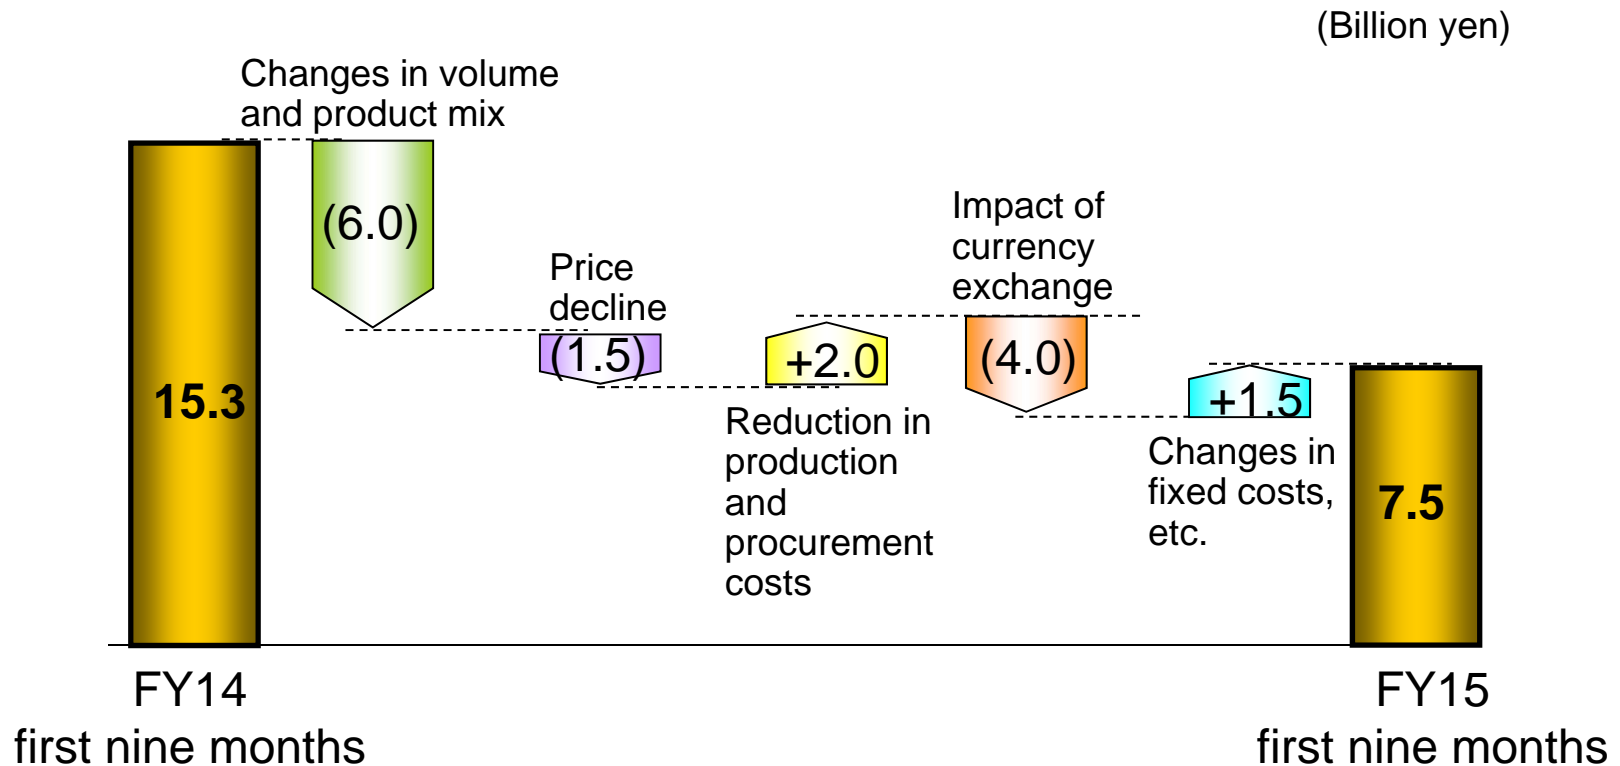 (Billion yen)
Changes in volume
and product mix
(6.0)
Price
decline
(1.5)
+2.0
Reduction in
production
and
procurement
costs
Impact of
currency
exchange
(4.0)
+1.5
Changes in
fixed costs,
etc.
15.3
7.5
FY14
first nine months
FY15
first nine months